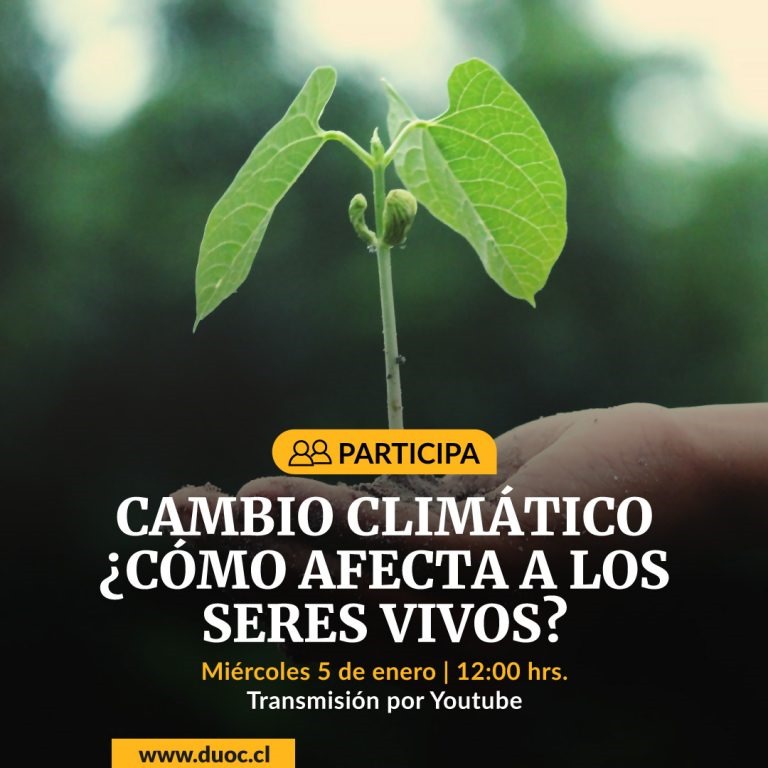 PARTICIPA
CAMBIO CLIMÁTICO
¿CÓMO AFECTA A LOS
SERES VIVOS?
Miércoles 5 de enero | 12:00 hrs.
Transmisión por Youtube
www.duoc.cl